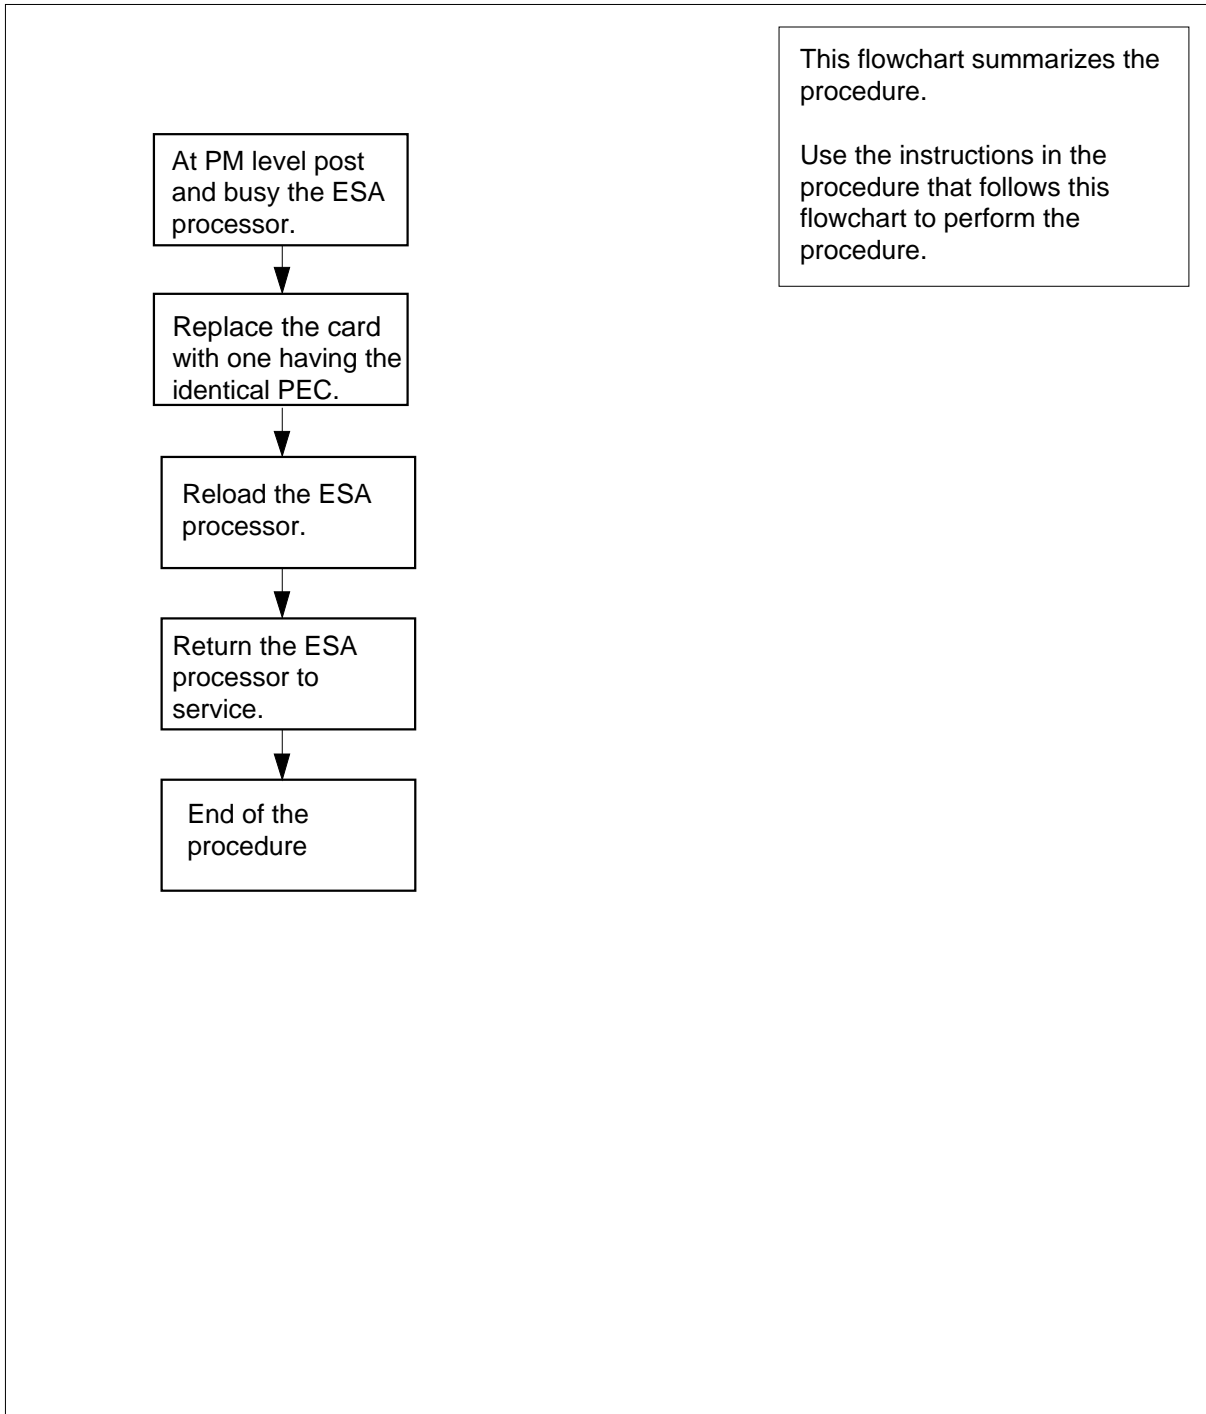 This flowchart summarizes the
procedure.
Use the instructions in the
procedure that follows this
flowchart to perform the
procedure.
At PM level post
and busy the ESA
processor.
Replace the card
with one having the
identical PEC.
Reload the ESA
processor.
Return the ESA
processor to
service.
End of the
procedure